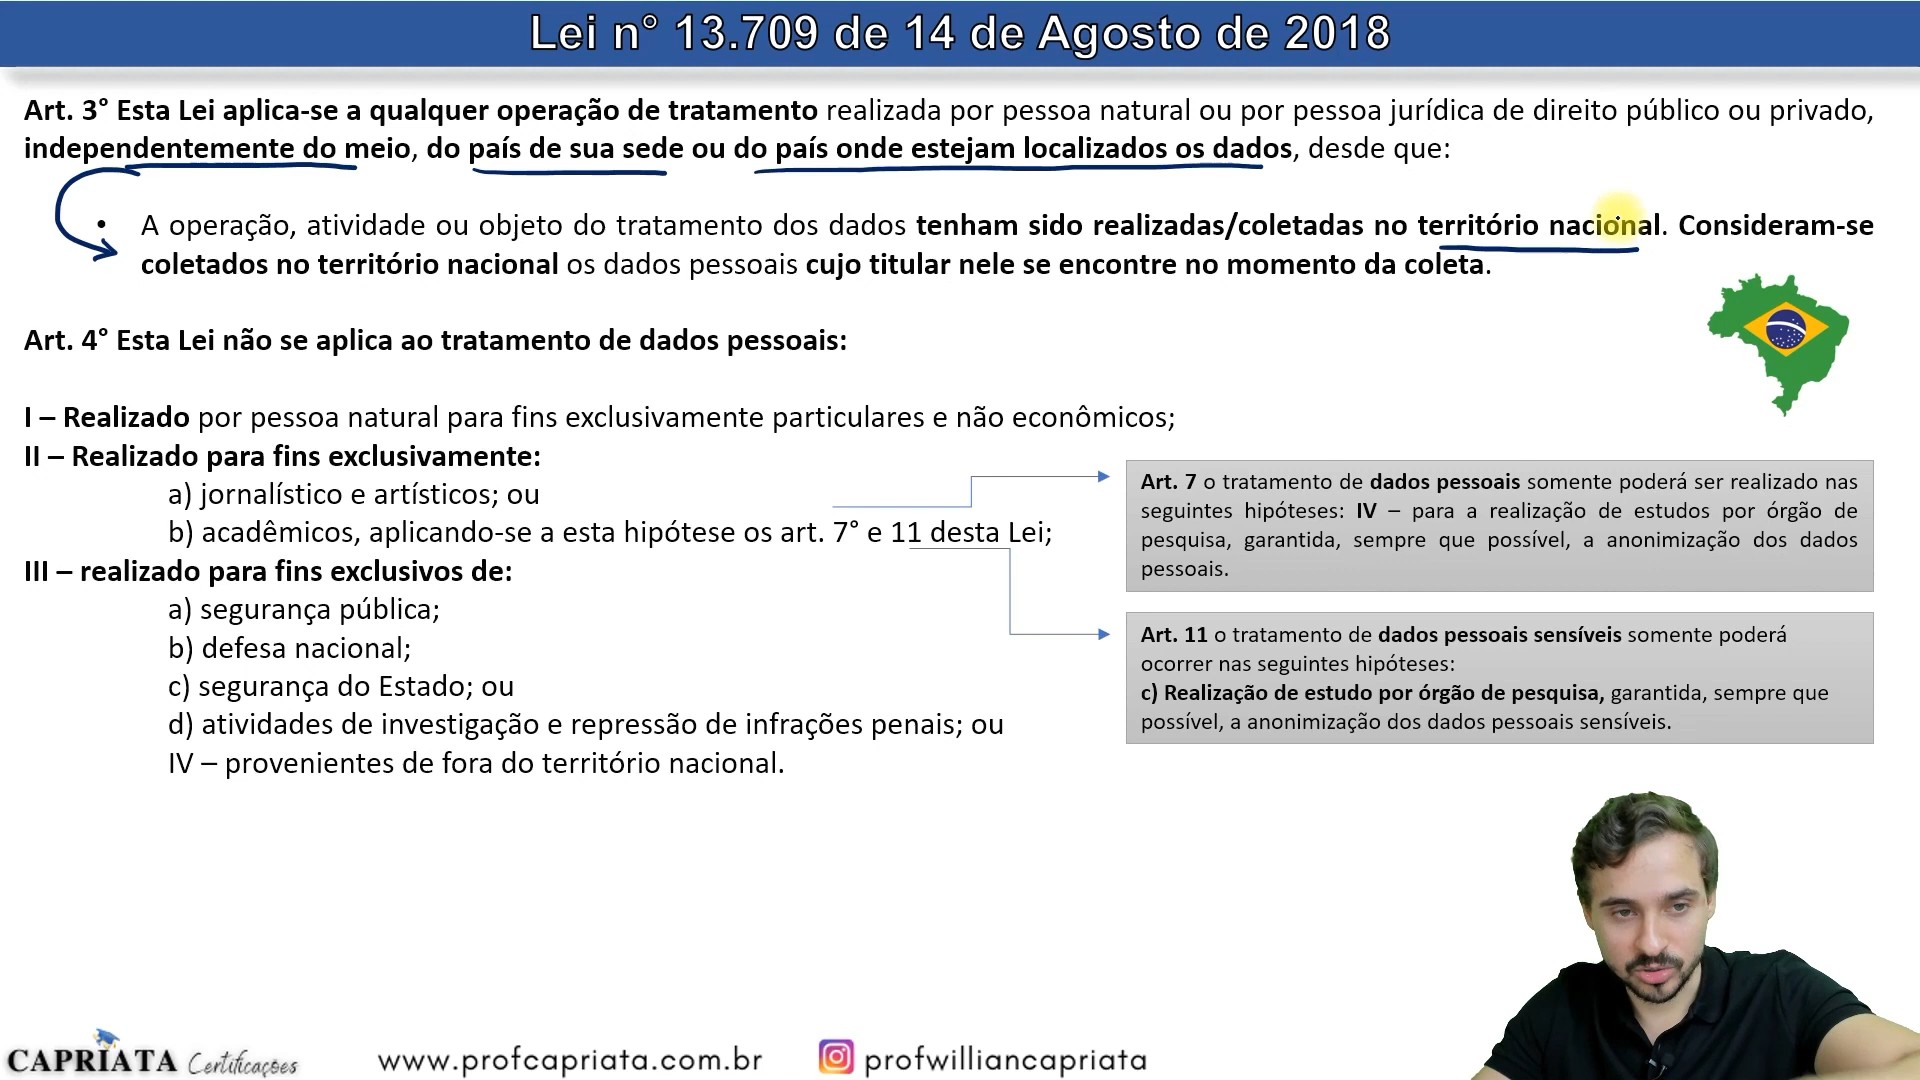 Lei n° 13.709 de 14 de Agosto de 2018
Art. 3° Esta Lei aplica-se a qualquer operação de tratamento realizada por pessoa natural ou por pessoa jurídica de direito público ou privado,
independentemente do meio, do país de sua sede ou do país onde estejam localizados os dados, desde que:
• A operação, atividade ou objeto do tratamento dos dados tenham sido realizadas/coletadas no território nacional. Consideram-se
coletados no território nacional os dados pessoais cujo titular nele se encontre no momento da coleta.
Art. 4° Esta Lei não se aplica ao tratamento de dados pessoais:
I – Realizado por pessoa natural para fins exclusivamente particulares e não econômicos;
II – Realizado para fins exclusivamente:
a) jornalístico e artísticos; ou
b) acadêmicos, aplicando-se a esta hipótese os art. 7° e 11 desta Lei;
III – realizado para fins exclusivos de:
a) segurança pública;
b) defesa nacional;
c) segurança do Estado; ou
d) atividades de investigação e repressão de infrações penais; ou
IV – provenientes de fora do território nacional.
Art. 7 o tratamento de dados pessoais somente poderá ser realizado nas
seguintes hipóteses: IV – para a realização de estudos por órgão de
pesquisa, garantida, sempre que possível, a anonimização dos dados
pessoais.
Art. 11 o tratamento de dados pessoais sensíveis somente poderá
ocorrer nas seguintes hipóteses:
c) Realização de estudo por órgão de pesquisa, garantida, sempre que
possível, a anonimização dos dados pessoais sensíveis.
CAPRIATA Certificações
www.profcapriata.com.br
profwilliancapriata